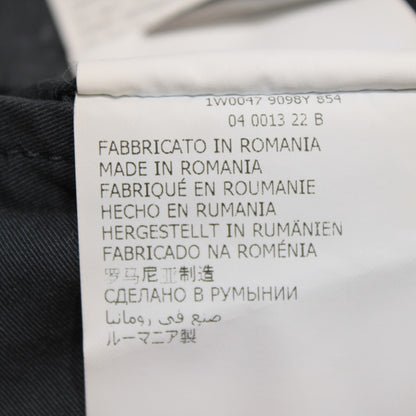 1W0047 9098Y 854
04 0013 22 B
FABBRICATO IN ROMANIA
MADE IN ROMANIA
FABRIQUÉ EN ROUMANIE
HECHO EN RUMANIA
HERGESTELLT IN RUMÄNIEN
FABRICADO NA ROMÉNIA
罗马尼亚制造
СДЕЛАНО В РУМЫНИИ
صنع في رومانيا
ルーマニア製